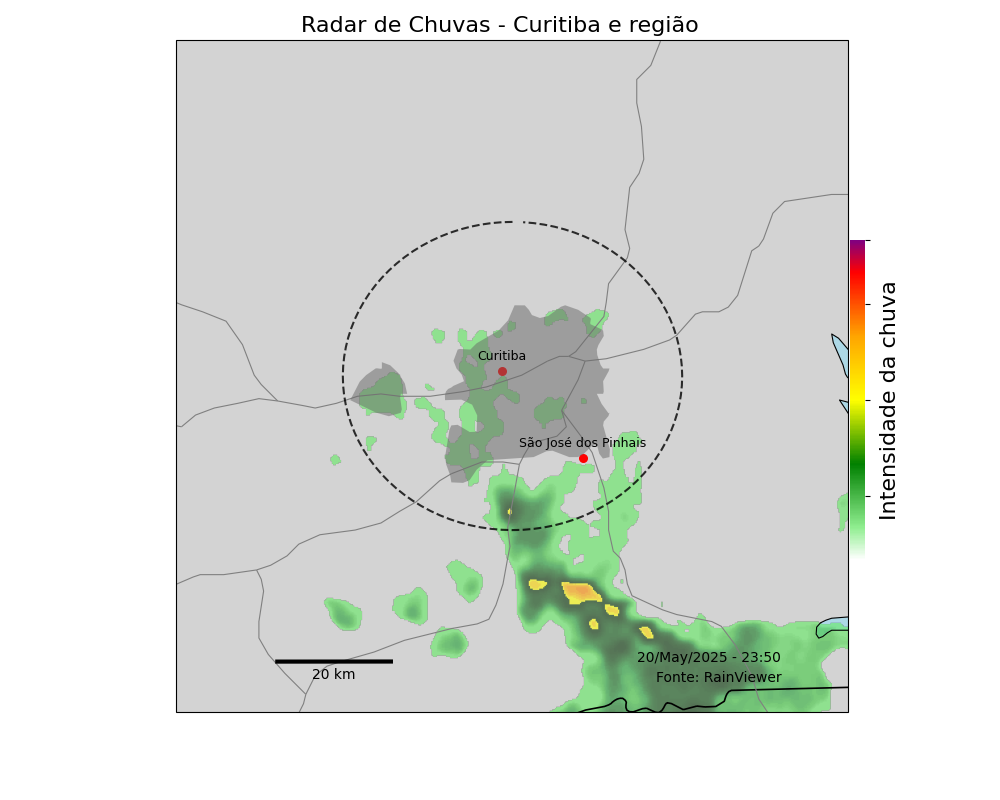 Radar de Chuvas - Curitiba e região
Curitiba
São José dos Pinhais
Intensidade da chuva
20/May/2025 - 23:50
20 km
Fonte: RainViewer